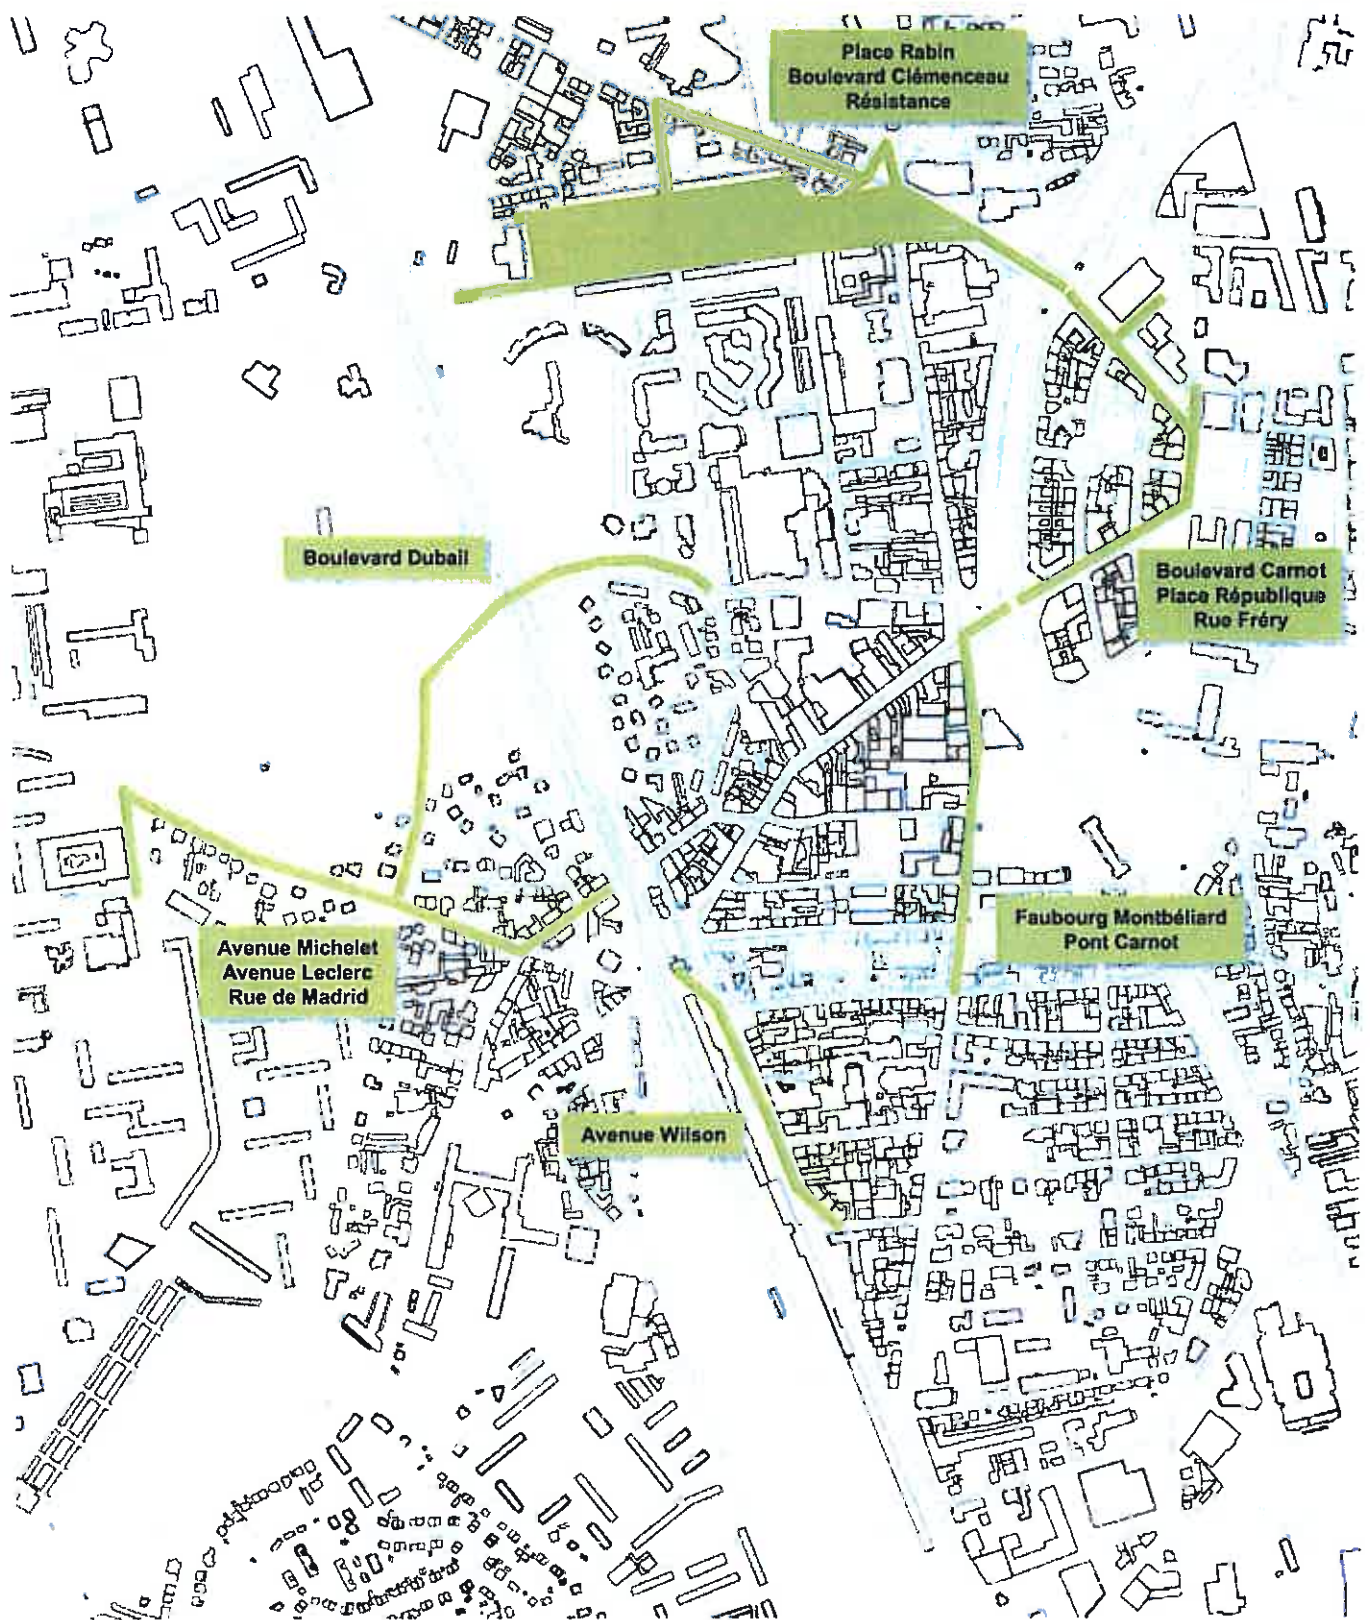 Place Rabin
Boulevard Clémenceau
Résistance
Boulevard Dubail
Boulevard Carnot
Place République
Rue Fréry
Avenue Michelet
Avenue Leclerc
Rue de Madrid
Faubourg Montbéliard
Pont Carnot
Avenue Wilson